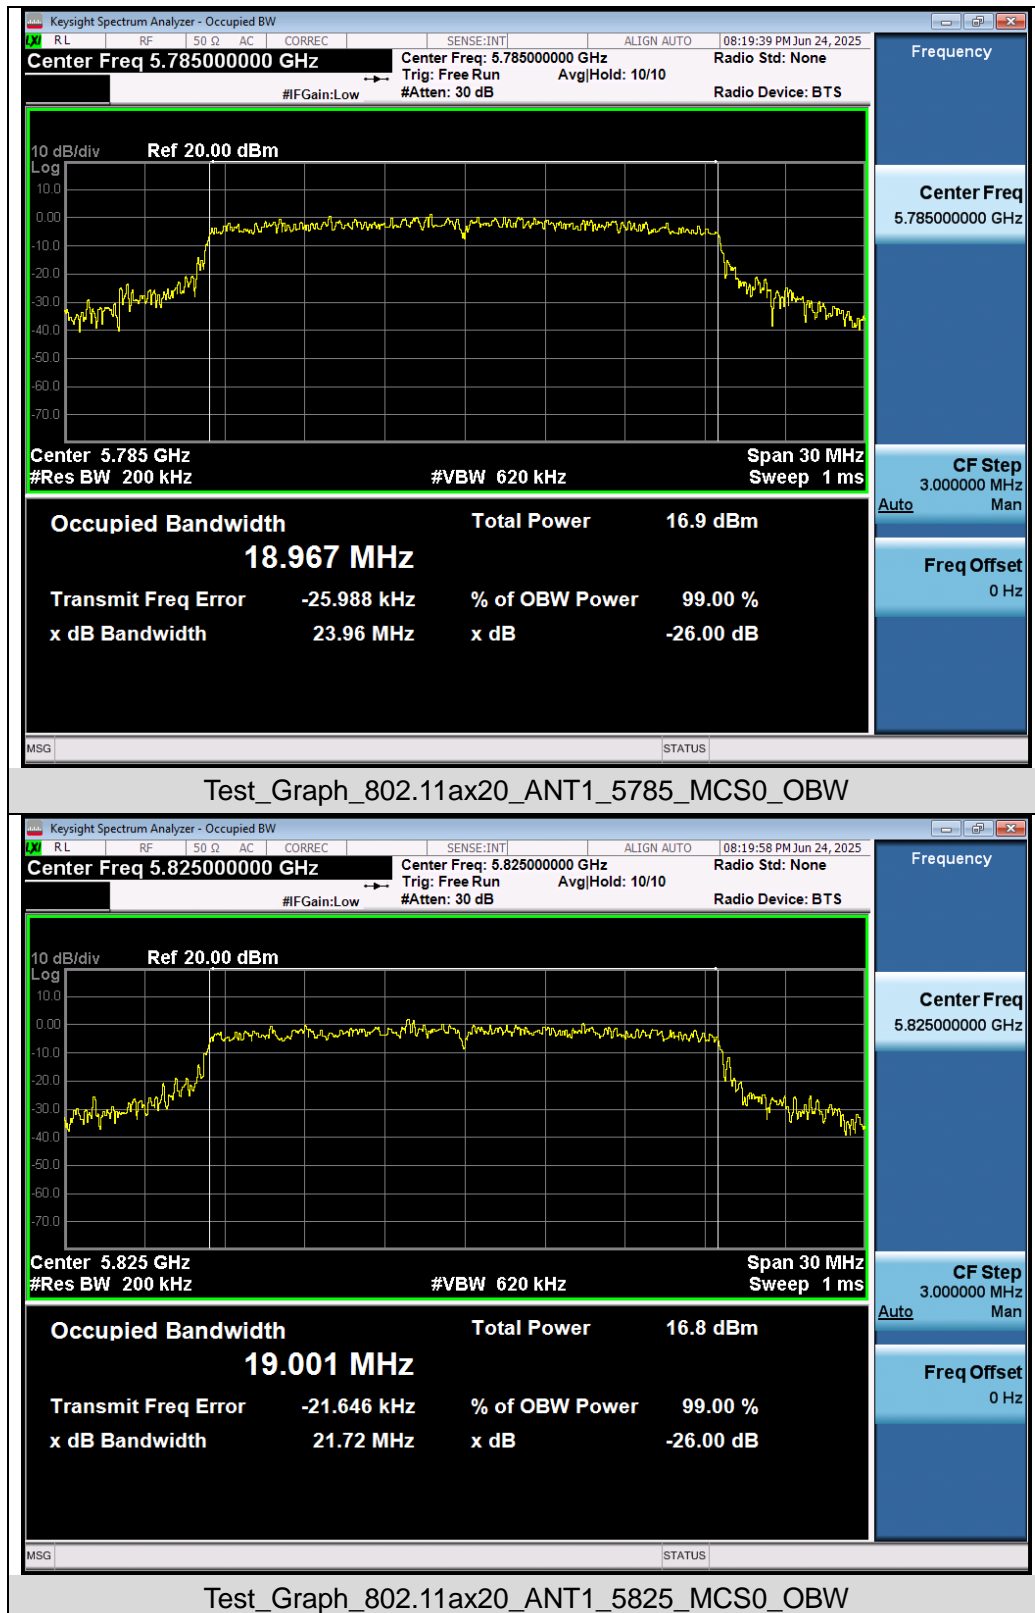 Keysight Spectrum Analyzer - Occupied BW
LXI RL RF 50 Ω AC CORREC SENSE:INT ALIGN AUTO 08:19:39 PM Jun 24, 2025
Center Freq 5.785000000 GHz
Center Freq: 5.785000000 GHz
Radio Std: None
Trig: Free Run Avg|Hold: 10/10
#IFGain:Low
#Atten: 30 dB
Radio Device: BTS
Frequency
10 dB/div Ref 20.00 dBm
Log
10.0
0.00
-10.0
-20.0
-30.0
-40.0
-50.0
-60.0
-70.0
Center 5.785 GHz Span 30 MHz
#Res BW 200 kHz #VBW 620 kHz Sweep 1 ms
Center Freq
5.785000000 GHz
CF Step
3.000000 MHz
Auto Man
Freq Offset
0 Hz
Occupied Bandwidth Total Power 16.9 dBm
18.967 MHz
Transmit Freq Error -25.988 kHz % of OBW Power 99.00 %
x dB Bandwidth 23.96 MHz x dB -26.00 dB
MSG STATUS
Test_Graph_802.11ax20_ANT1_5785_MCS0_OBW
Keysight Spectrum Analyzer - Occupied BW
LXI RL RF 50 Ω AC CORREC SENSE:INT ALIGN AUTO 08:19:58 PM Jun 24, 2025
Center Freq 5.825000000 GHz
Center Freq: 5.825000000 GHz
Radio Std: None
Trig: Free Run Avg|Hold: 10/10
#IFGain:Low
#Atten: 30 dB
Radio Device: BTS
Frequency
10 dB/div Ref 20.00 dBm
Log
10.0
0.00
-10.0
-20.0
-30.0
-40.0
-50.0
-60.0
-70.0
Center 5.825 GHz Span 30 MHz
#Res BW 200 kHz #VBW 620 kHz Sweep 1 ms
Center Freq
5.825000000 GHz
CF Step
3.000000 MHz
Auto Man
Freq Offset
0 Hz
Occupied Bandwidth Total Power 16.8 dBm
19.001 MHz
Transmit Freq Error -21.646 kHz % of OBW Power 99.00 %
x dB Bandwidth 21.72 MHz x dB -26.00 dB
MSG STATUS
Test_Graph_802.11ax20_ANT1_5825_MCS0_OBW